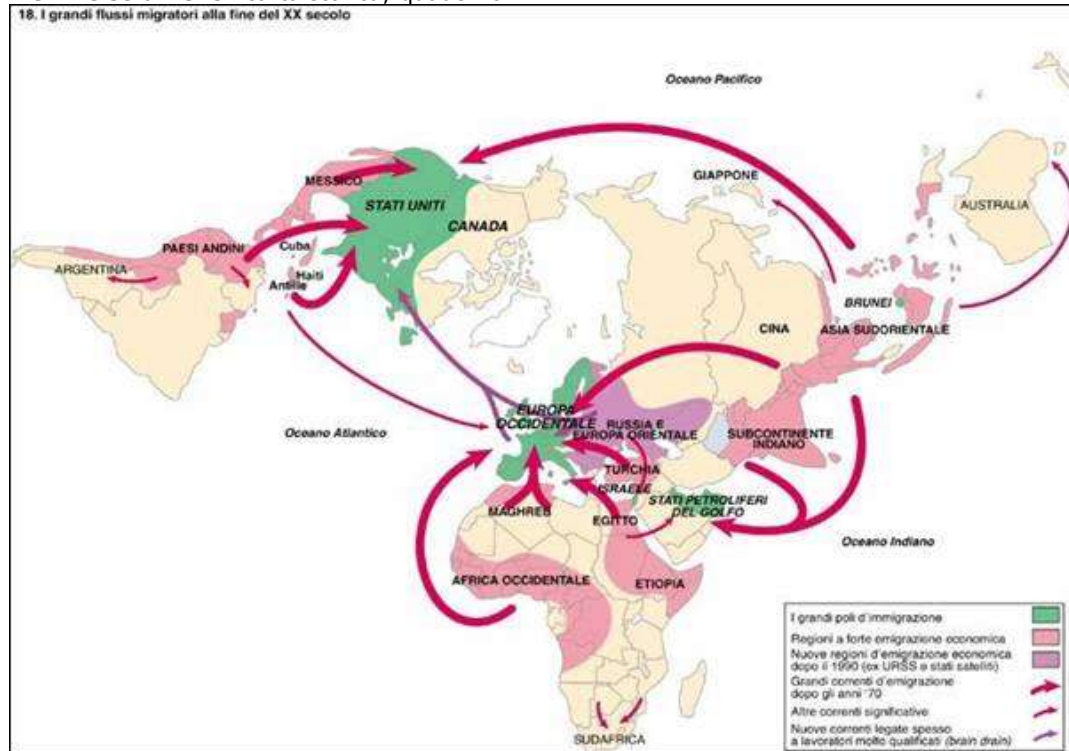 18. I grandi flussi migratori alla fine del XX secolo
Oceano Pacifico
MESSICO
GIAPPONE
STATI UNITI
AUSTRALIA
CANADA
PAESI ANDINI
Cuba
ARGENTINA
Haiti
Antille
BRUNEI
CINA
ASIA SUDORIENTALE
EUROPA
OCCIDENTALE
RUSSIA E
EUROPA ORIENTALE
Oceano Atlantico
SUBCONTINENTE
INDIANO
TURCHIA
ISRAELE
STATI PETROLIFERI
DEL GOLFO
MAGHREB
EGITTO
Oceano Indiano
AFRICA OCCIDENTALE
ETIOPIA
SUDAFRICA
I grandi poli d'immigrazione
Regioni a forte emigrazione economica
Nuove regioni d'emigrazione economica
dopo il 1990 (ex URSS e stati satelliti)
Grandi correnti d'emigrazione
dopo gli anni '70
Altre correnti significative
Nuove correnti legate spesso
a lavoratori molto qualificati (brain drain)